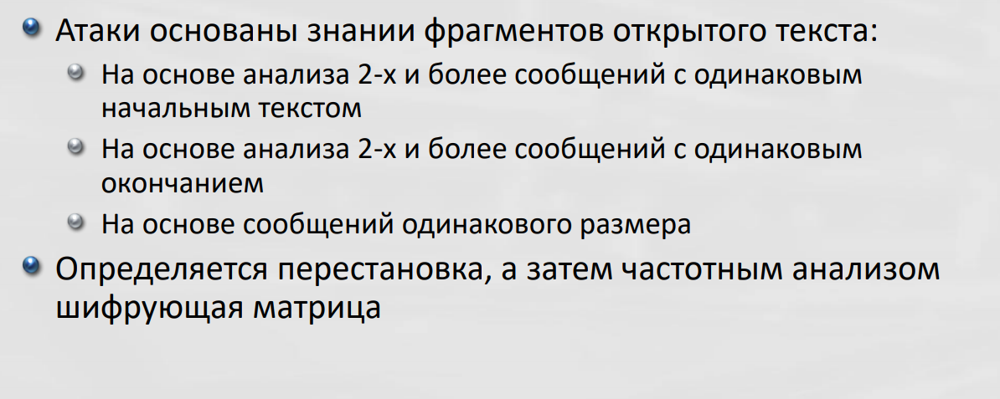 Атаки основаны знании фрагментов открытого текста:
На основе анализа 2-х и более сообщений с одинаковым
начальным текстом
На основе анализа 2-х и более сообщений с одинаковым
окончанием
На основе сообщений одинакового размера
Определяется перестановка, а затем частотным анализом
шифрующая матрица